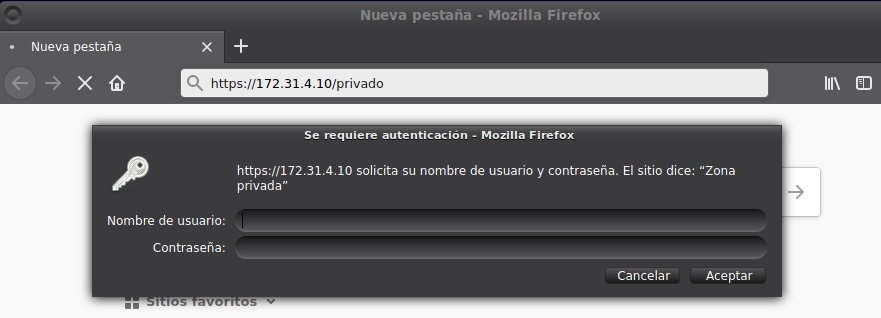 Nueva pestaña - Mozilla Firefox
Nueva pestaña
https://172.31.4.10/privado
Se requiere autenticación - Mozilla Firefox
https://172.31.4.10 solicita su nombre de usuario y contraseña. El sitio dice: “Zona
privada”
Nombre de usuario:
Contraseña:
Cancelar Aceptar
Sitios favoritos